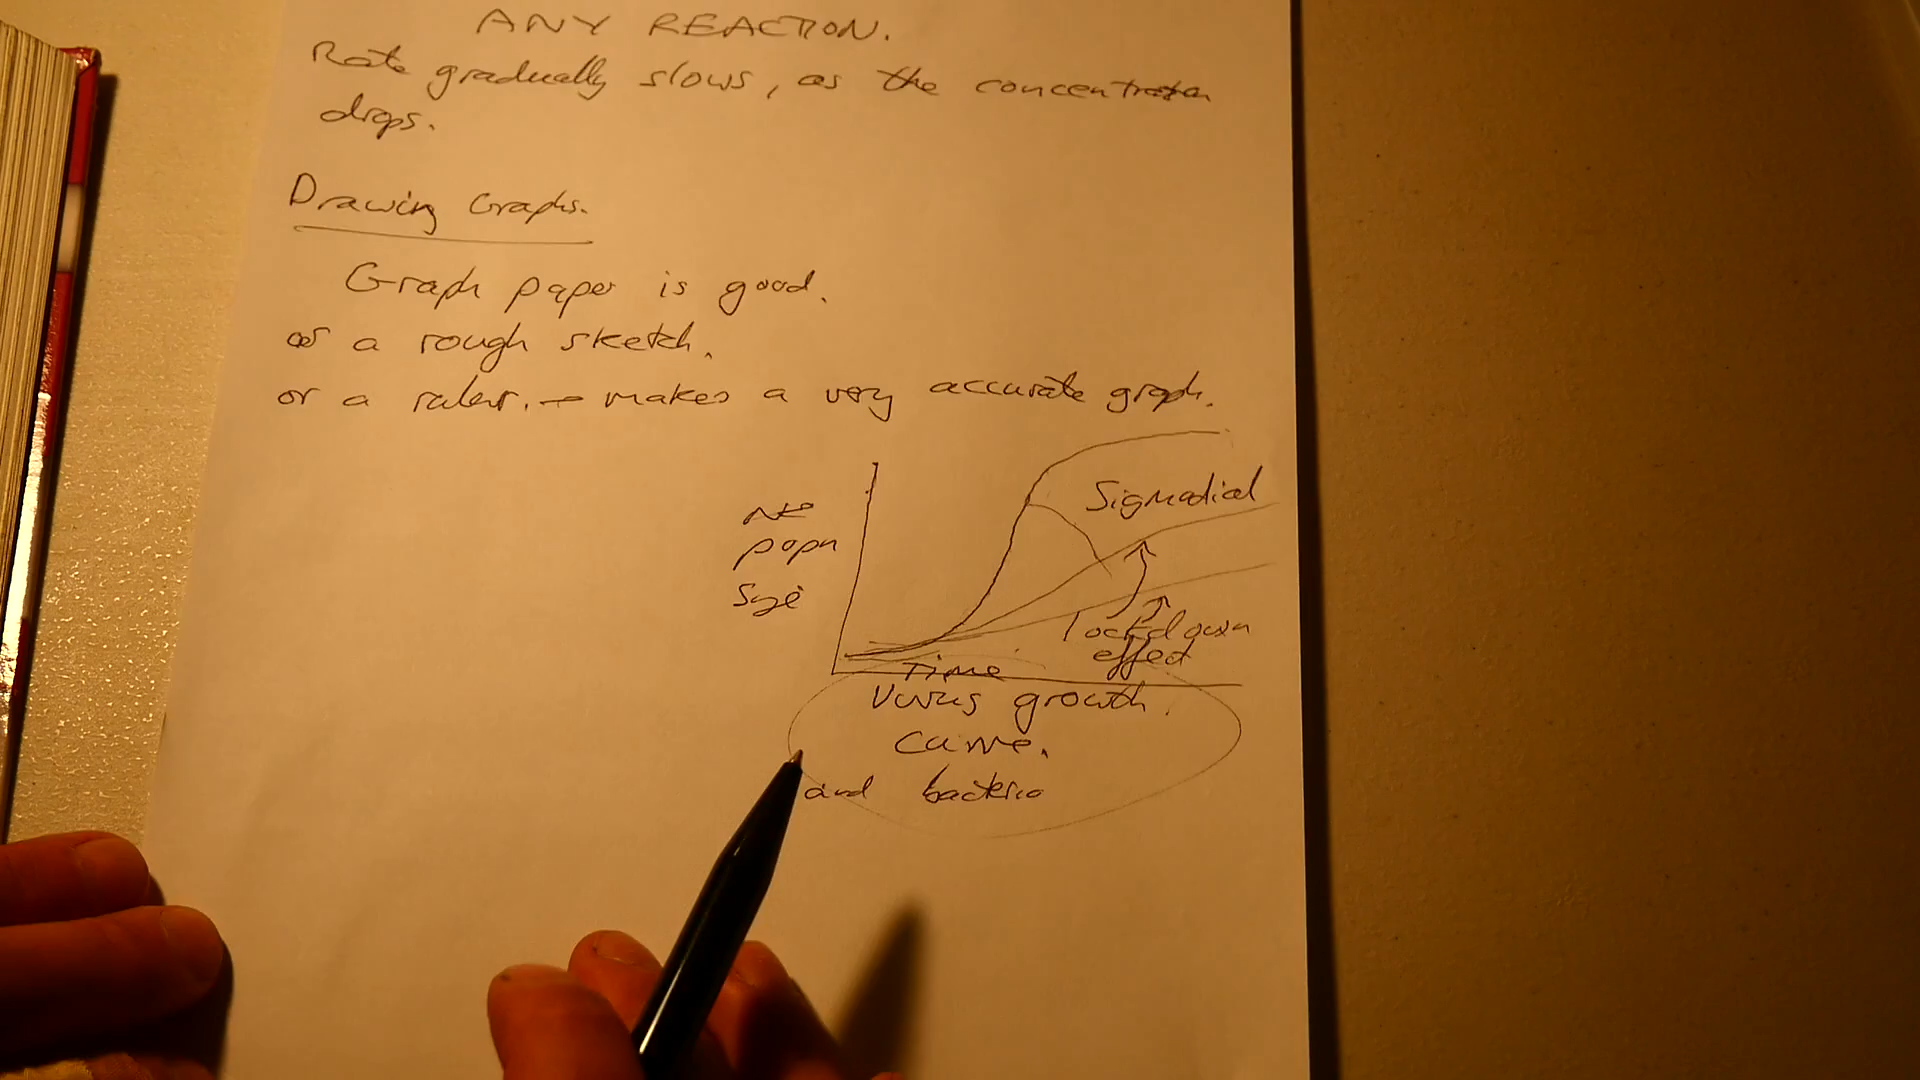 ANY REACTION.
Rate gradually slows, as the concentration
drops.
Drawing Graphs.
Graph paper is good.
or a rough sketch.
or a ruler. → makes a very accurate graph.
Sigmodial
popn
Size
lockdown
effect
Time
Virus growth
curve.
and bacteria